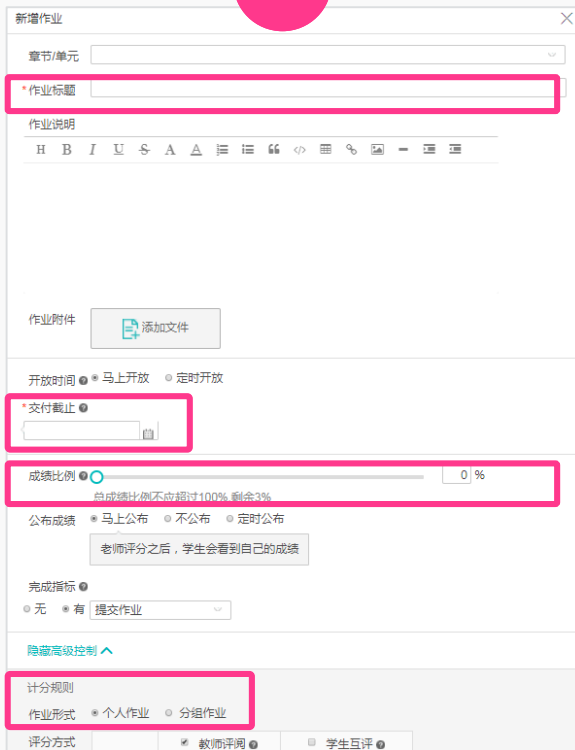 新增作业
章节/单元
*作业标题
作业说明
H B I U S A A
作业附件 添加文件
开放时间 马上开放 定时开放
*交付截止
成绩比例 0 %
总成绩比例不应超过100%,剩余3%
公布成绩 马上公布 不公布 定时公布
老师评分之后，学生会看到自己的成绩
完成指标
无 有 提交作业
隐藏高级控制
计分规则
作业形式 个人作业 分组作业
评分方式 教师评阅 学生互评